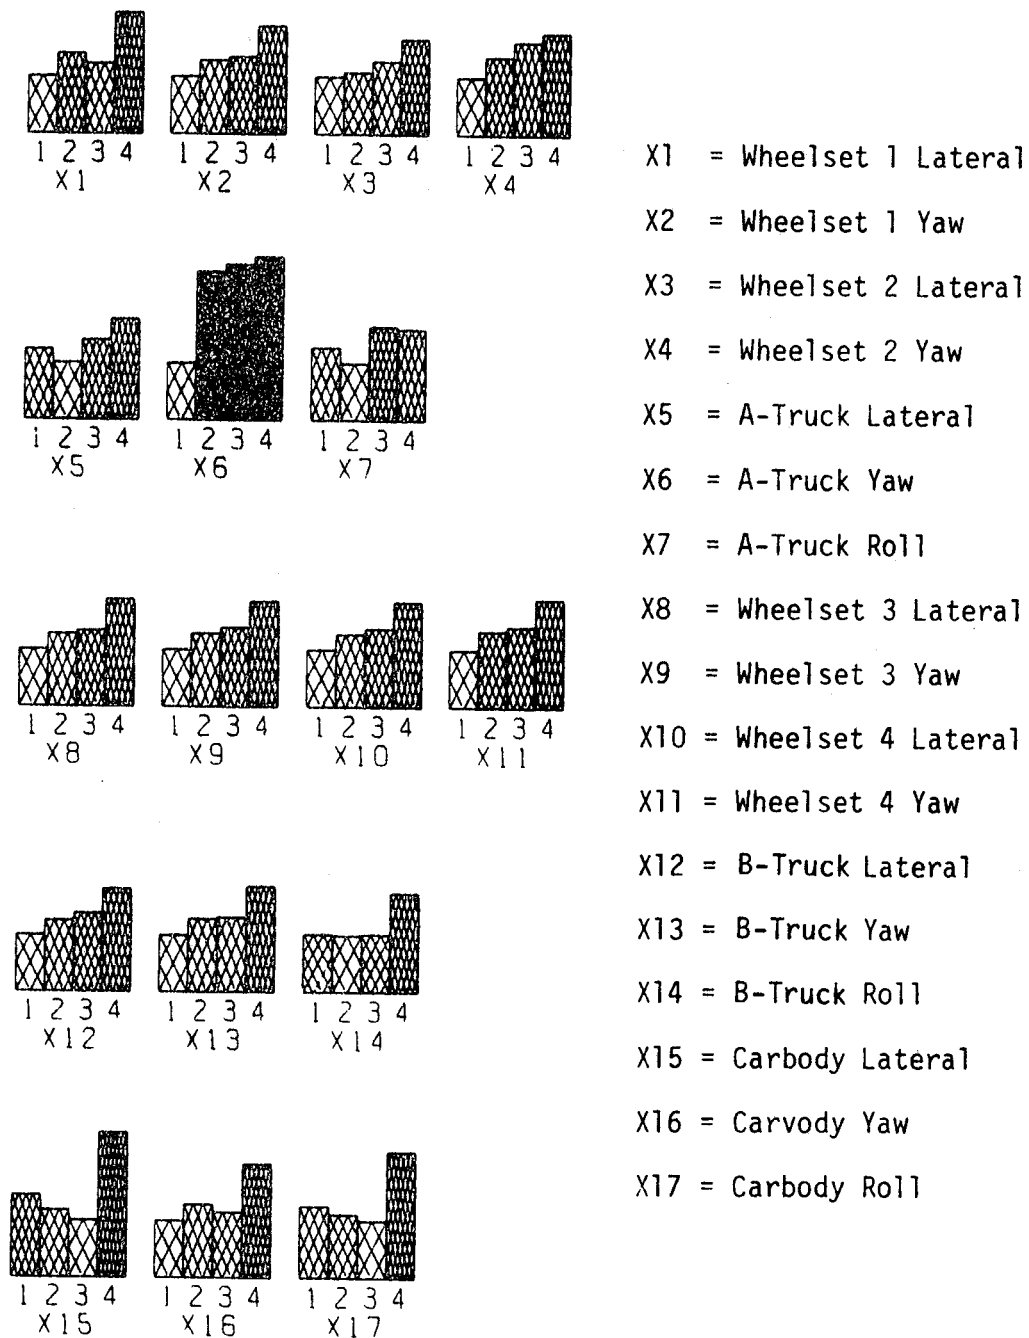 1 2 3 4 1 2 3 4 1 2 3 4 1 2 3 4
X1 X2 X3 X4
1 2 3 4 1 2 3 4 1 2 3 4
X5 X6 X7
1 2 3 4 1 2 3 4 1 2 3 4 1 2 3 4
X8 X9 X10 X11
1 2 3 4 1 2 3 4 1 2 3 4
X12 X13 X14
1 2 3 4 1 2 3 4 1 2 3 4
X15 X16 X17
X1 = Wheelset 1 Lateral
X2 = Wheelset 1 Yaw
X3 = Wheelset 2 Lateral
X4 = Wheelset 2 Yaw
X5 = A-Truck Lateral
X6 = A-Truck Yaw
X7 = A-Truck Roll
X8 = Wheelset 3 Lateral
X9 = Wheelset 3 Yaw
X10 = Wheelset 4 Lateral
X11 = Wheelset 4 Yaw
X12 = B-Truck Lateral
X13 = B-Truck Yaw
X14 = B-Truck Roll
X15 = Carbody Lateral
X16 = Carvody Yaw
X17 = Carbody Roll